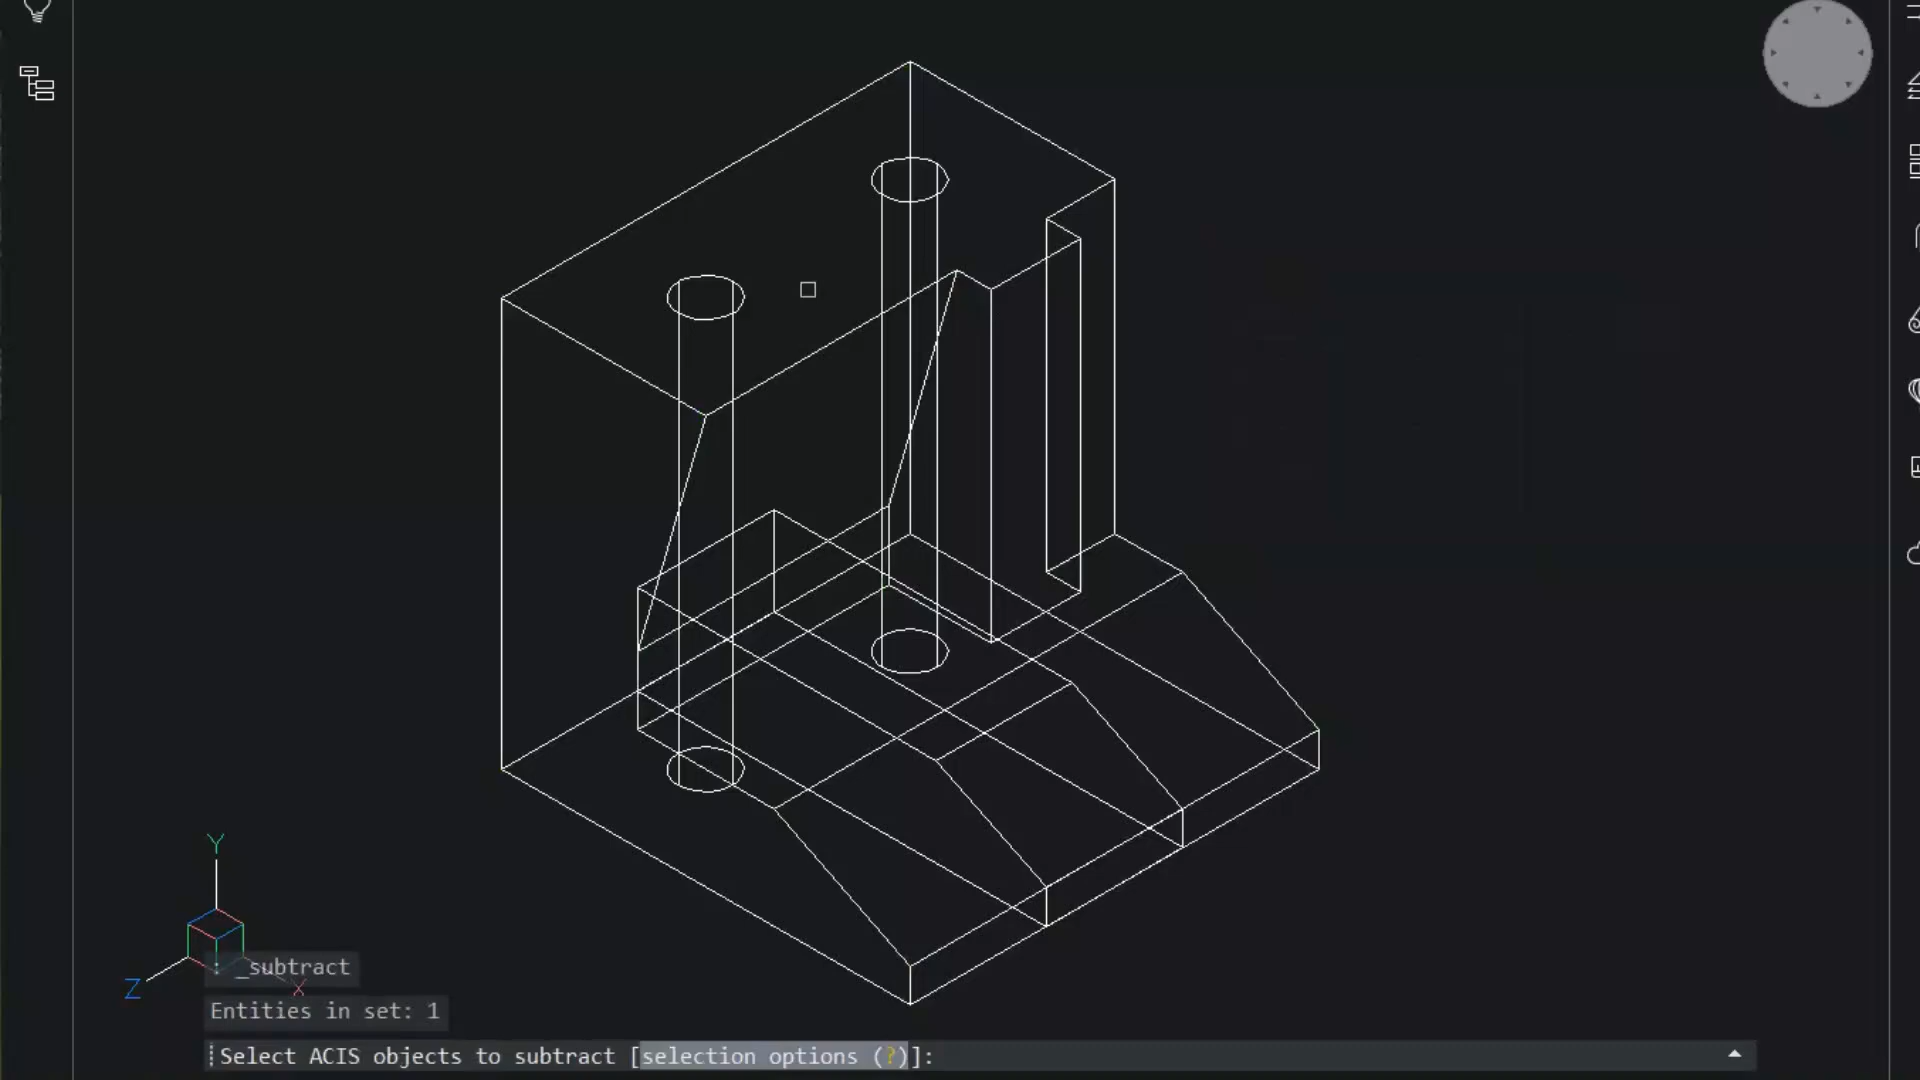 Y
Z
X
: _subtract
Entities in set: 1
Select ACIS objects to subtract [selection options (?)]: